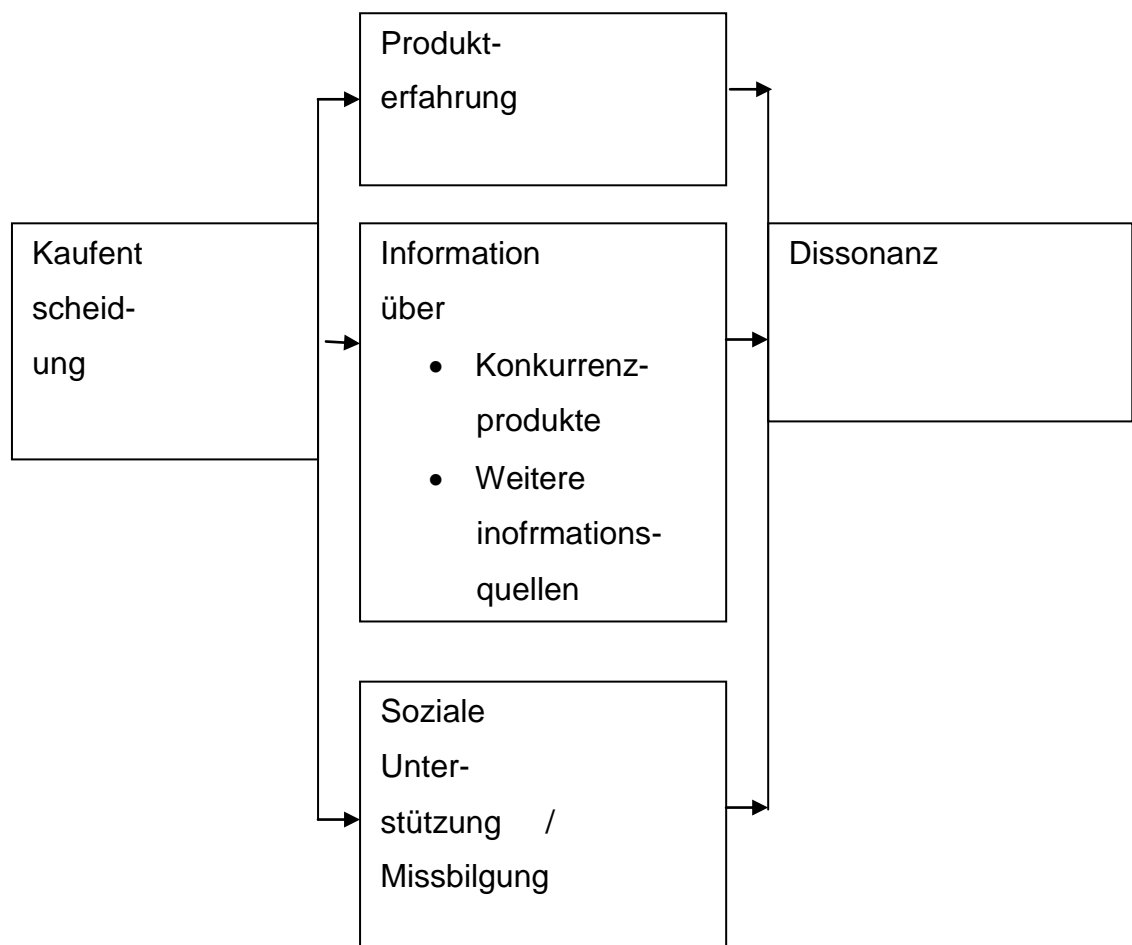 Produkt-
erfahrung
Kaufent
scheid-
ung
Information
über
• Konkurrenz-
produkte
• Weitere
inofrmations-
quellen
Dissonanz
Soziale
Unter-
stützung /
Missbilgung